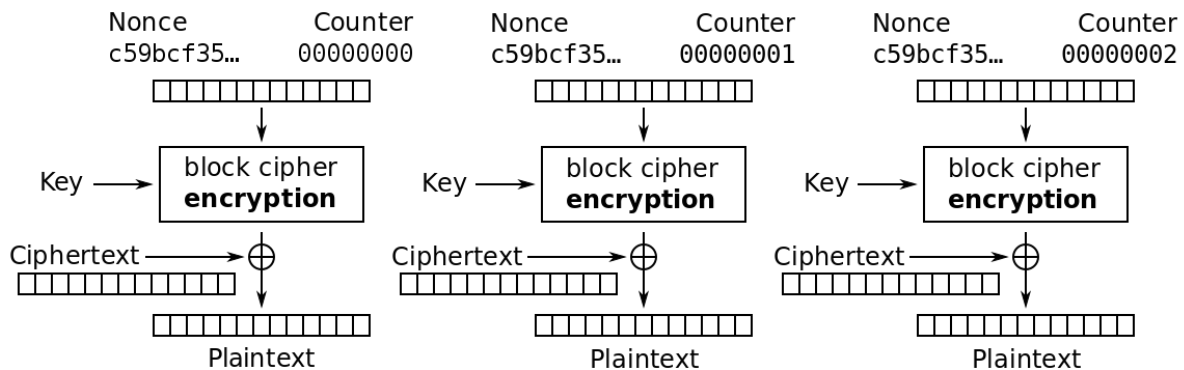 Nonce Counter Nonce Counter Nonce Counter
c59bcf35… 00000000 c59bcf35… 00000001 c59bcf35… 00000002
block cipher block cipher block cipher
Key Key Key
encryption encryption encryption
Ciphertext Ciphertext Ciphertext
Plaintext Plaintext Plaintext